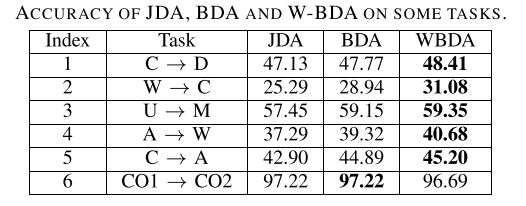 ACCURACY OF JDA, BDA AND W-BDA ON SOME TASKS.
Index Task JDA BDA WBDA
1 C → D 47.13 47.77 48.41
2 W → C 25.29 28.94 31.08
3 U → M 57.45 59.15 59.35
4 A → W 37.29 39.32 40.68
5 C → A 42.90 44.89 45.20
6 CO1 → CO2 97.22 97.22 96.69